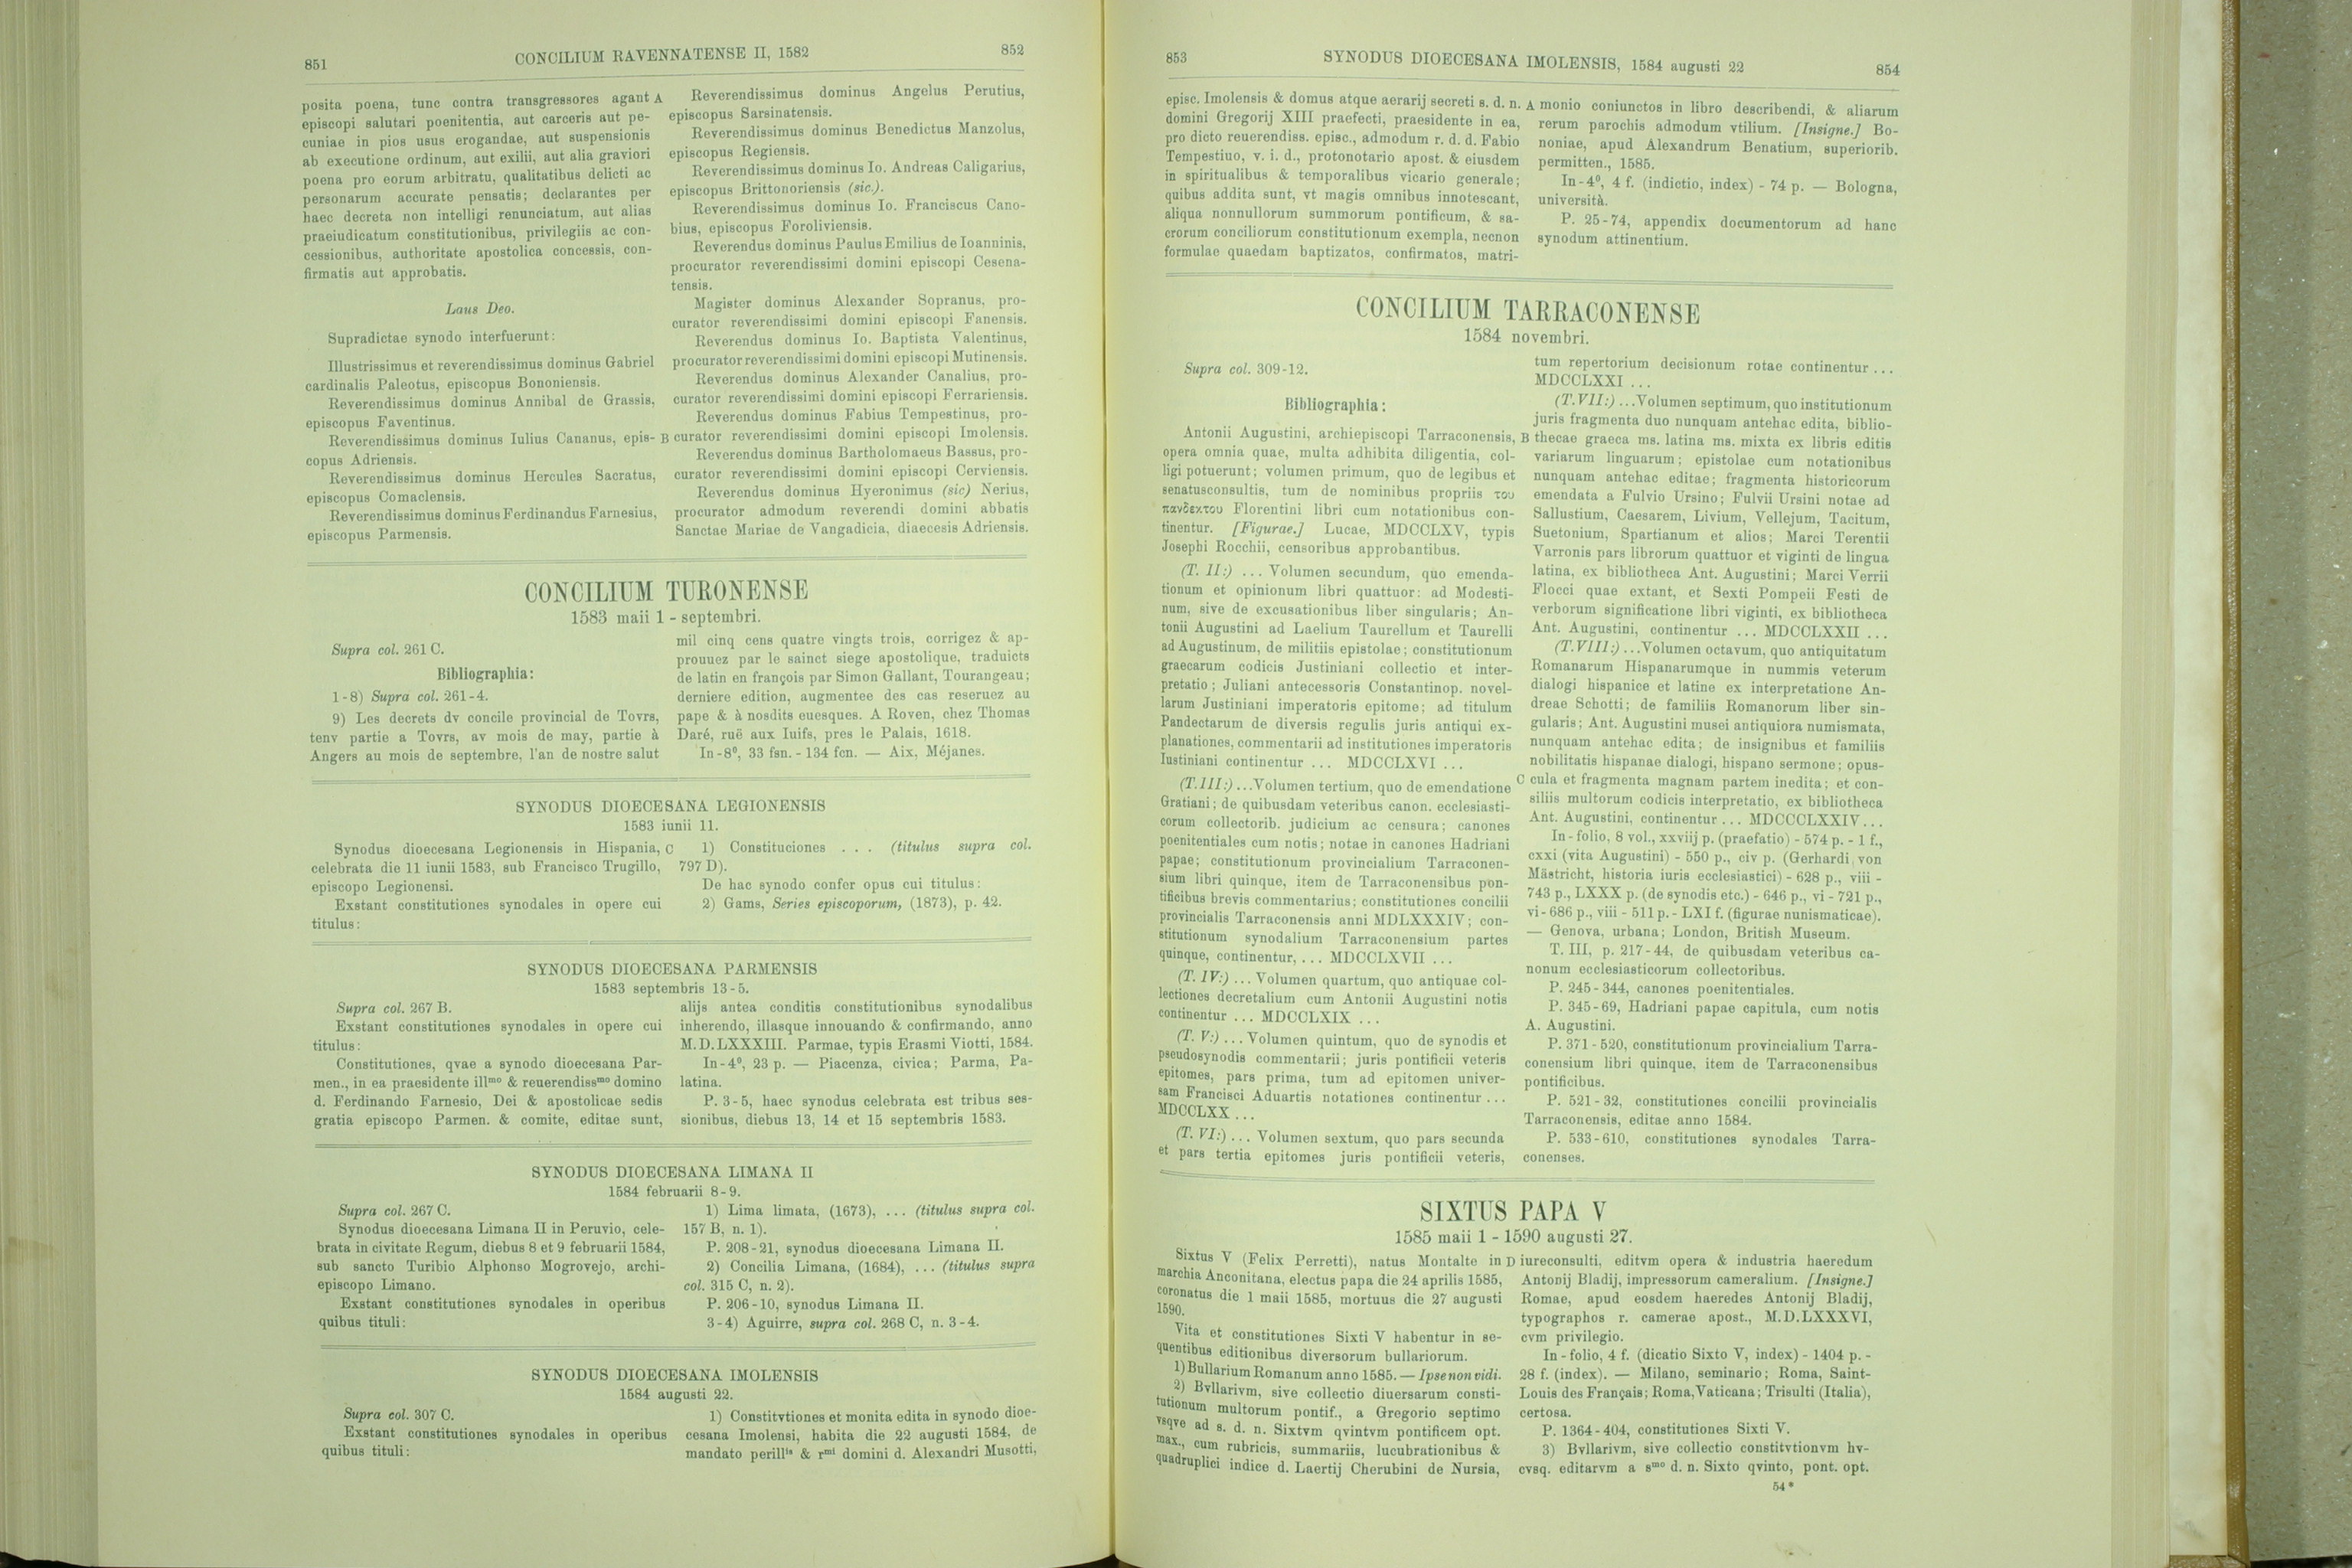 851
CONCILIUM RAVENNATENSE II, 1582
852
posita poena, tunc contra transgressores agant A
episcopi salutari poenitentia, aut carceris aut pe-
cuniae in pios usus erogandae, aut suspensionis
ab executione ordinum, aut exilii, aut alia graviori
poena pro eorum arbitratu, qualitatibus delicti ac
personarum accurate pensatis; declarantes per
haec decreta non intelligi renunciatum, aut alias
praeiudicatum constitutionibus, privilegiis ac con-
cessionibus, authoritate apostolica concessis, con-
firmatis aut approbatis.
Laus Deo.
Supradictae synodo interfuerunt:
Illustrissimus et reverendissimus dominus Gabriel
cardinalis Paleotus, episcopus Bononiensis.
Reverendissimus dominus Annibal de Grassis,
episcopus Faventinus.
Reverendissimus dominus Iulius Cananus, epis- B
copus Adriensis.
Reverendissimus dominus Hercules Sacratus,
episcopus Comaclensis.
Reverendissimus dominus Ferdinandus Farnesius,
episcopus Parmensis.
Reverendissimus dominus Angelus Perutius,
episcopus Sarsinatensis.
Reverendissimus dominus Benedictus Manzolus,
episcopus Regiensis.
Reverendissimus dominus Io. Andreas Caligarius,
episcopus Brittonoriensis (sic.).
Reverendissimus dominus Io. Franciscus Cano-
bius, episcopus Foroliviensis.
Reverendus dominus Paulus Emilius de Ioanninis,
procurator reverendissimi domini episcopi Cesena-
tensis.
Magister dominus Alexander Sopranus, pro-
curator reverendissimi domini episcopi Fanensis.
Reverendus dominus Io. Baptista Valentinus,
procurator reverendissimi domini episcopi Mutinensis.
Reverendus dominus Alexander Canalius, pro-
curator reverendissimi domini episcopi Ferrariensis.
Reverendus dominus Fabius Tempestinus, pro-
curator reverendissimi domini episcopi Imolensis.
Reverendus dominus Bartholomaeus Bassus, pro-
curator reverendissimi domini episcopi Cerviensis.
Reverendus dominus Hyeronimus (sic) Nerius,
procurator admodum reverendi domini abbatis
Sanctae Mariae de Vangadicia, diaecesis Adriensis.
CONCILIUM TURONENSE
1583 maii 1 - septembri.
Supra col. 261 C.
Bibliographia:
1-8) Supra col. 261-4.
9) Les decrets dv concile provincial de Tovrs,
tenv partie a Tovrs, av mois de may, partie à
Angers au mois de septembre, l'an de nostre salut
mil cinq cens quatre vingts trois, corrigez & ap-
prouuez par le sainct siege apostolique, traduicts
de latin en françois par Simon Gallant, Tourangeau;
derniere edition, augmentee des cas reseruez au
pape & à nosdits euesques. A Roven, chez Thomas
Daré, ruë aux Iuifs, pres le Palais, 1618.
In-8⁰, 33 fsn. - 134 fcn. — Aix, Méjanes.
SYNODUS DIOECESANA LEGIONENSIS
1583 iunii 11.
Synodus dioecesana Legionensis in Hispania, C
celebrata die 11 iunii 1583, sub Francisco Trugillo,
episcopo Legionensi.
Exstant constitutiones synodales in opere cui
titulus:
1) Constituciones . . . (titulus supra col.
797 D).
De hac synodo confer opus cui titulus:
2) Gams, Series episcoporum, (1873), p. 42.
SYNODUS DIOECESANA PARMENSIS
1583 septembris 13-5.
Supra col. 267 B.
Exstant constitutiones synodales in opere cui
titulus:
Constitutiones, qvae a synodo dioecesana Par-
men., in ea praesidente illᵐᵒ & reuerendissᵐᵒ domino
d. Ferdinando Farnesio, Dei & apostolicae sedis
gratia episcopo Parmen. & comite, editae sunt,
alijs antea conditis constitutionibus synodalibus
inherendo, illasque innouando & confirmando, anno
M.D.LXXXIII. Parmae, typis Erasmi Viotti, 1584.
In-4⁰, 23 p. — Piacenza, civica; Parma, Pa-
latina.
P. 3-5, haec synodus celebrata est tribus ses-
sionibus, diebus 13, 14 et 15 septembris 1583.
SYNODUS DIOECESANA LIMANA II
1584 februarii 8-9.
Supra col. 267 C.
Synodus dioecesana Limana II in Peruvio, cele-
brata in civitate Regum, diebus 8 et 9 februarii 1584,
sub sancto Turibio Alphonso Mogrovejo, archi-
episcopo Limano.
Exstant constitutiones synodales in operibus
quibus tituli:
1) Lima limata, (1673), ... (titulus supra col.
157 B, n. 1).
P. 208-21, synodus dioecesana Limana II.
2) Concilia Limana, (1684), ... (titulus supra
col. 315 C, n. 2).
P. 206-10, synodus Limana II.
3-4) Aguirre, supra col. 268 C, n. 3-4.
SYNODUS DIOECESANA IMOLENSIS
1584 augusti 22.
Supra col. 307 C.
Exstant constitutiones synodales in operibus
quibus tituli:
1) Constitvtiones et monita edita in synodo dioe-
cesana Imolensi, habita die 22 augusti 1584, de
mandato perillⁱˢ & rᵐⁱ domini d. Alexandri Musotti,
853
SYNODUS DIOECESANA IMOLENSIS, 1584 augusti 22
854
episc. Imolensis & domus atque aerarij secreti s. d. n. A
domini Gregorij XIII praefecti, praesidente in ea,
pro dicto reuerendiss. episc., admodum r. d. d. Fabio
Tempestiuo, v. i. d., protonotario apost. & eiusdem
in spiritualibus & temporalibus vicario generale;
quibus addita sunt, vt magis omnibus innotescant,
aliqua nonnullorum summorum pontificum, & sa-
crorum conciliorum constitutionum exempla, necnon
formulae quaedam baptizatos, confirmatos, matri-
monio coniunctos in libro describendi, & aliarum
rerum parochis admodum vtilium. [Insigne.] Bo-
noniae, apud Alexandrum Benatium, superiorib.
permitten., 1585.
In-4⁰, 4 f. (indictio, index) - 74 p. — Bologna,
università.
P. 25-74, appendix documentorum ad hanc
synodum attinentium.
CONCILIUM TARRACONENSE
1584 novembri.
Supra col. 309-12.
Bibliographia:
Antonii Augustini, archiepiscopi Tarraconensis, B
opera omnia quae, multa adhibita diligentia, col-
ligi potuerunt; volumen primum, quo de legibus et
senatusconsultis, tum de nominibus propriis του
πανδεκτου Florentini libri cum notationibus con-
tinentur. [Figurae.] Lucae, MDCCLXV, typis
Josephi Rocchii, censoribus approbantibus.
(T. II:) ... Volumen secundum, quo emenda-
tionum et opinionum libri quattuor: ad Modesti-
num, sive de excusationibus liber singularis; An-
tonii Augustini ad Laelium Taurellum et Taurelli
ad Augustinum, de militiis epistolae; constitutionum
graecarum codicis Justiniani collectio et inter-
pretatio; Juliani antecessoris Constantinop. novel-
larum Justiniani imperatoris epitome; ad titulum
Pandectarum de diversis regulis juris antiqui ex-
planationes, commentarii ad institutiones imperatoris
Iustiniani continentur ... MDCCLXVI ...
(T.III:) ...Volumen tertium, quo de emendatione
Gratiani; de quibusdam veteribus canon. ecclesiasti-
corum collectorib. judicium ac censura; canones
poenitentiales cum notis; notae in canones Hadriani
papae; constitutionum provincialium Tarraconen-
sium libri quinque, item de Tarraconensibus pon-
tificibus brevis commentarius; constitutiones concilii
provincialis Tarraconensis anni MDLXXXIV; con-
stitutionum synodalium Tarraconensium partes
quinque, continentur, ... MDCCLXVII ...
(T. IV:) ... Volumen quartum, quo antiquae col-
lectiones decretalium cum Antonii Augustini notis
continentur ... MDCCLXIX ...
(T. V:) ... Volumen quintum, quo de synodis et
pseudosynodis commentarii; juris pontificii veteris
epitomes, pars prima, tum ad epitomen univer-
sam Francisci Aduartis notationes continentur ...
MDCCLXX ...
(T. VI:) ... Volumen sextum, quo pars secunda
et pars tertia epitomes juris pontificii veteris,
tum repertorium decisionum rotae continentur ...
MDCCLXXI ...
(T.VII:) ...Volumen septimum, quo institutionum
juris fragmenta duo nunquam antehac edita, biblio-
thecae graeca ms. latina ms. mixta ex libris editis
variarum linguarum; epistolae cum notationibus
nunquam antehac editae; fragmenta historicorum
emendata a Fulvio Ursino; Fulvii Ursini notae ad
Sallustium, Caesarem, Livium, Vellejum, Tacitum,
Suetonium, Spartianum et alios; Marci Terentii
Varronis pars librorum quattuor et viginti de lingua
latina, ex bibliotheca Ant. Augustini; Marci Verrii
Flocci quae extant, et Sexti Pompeii Festi de
verborum significatione libri viginti, ex bibliotheca
Ant. Augustini, continentur ... MDCCLXXII ...
(T.VIII:) ...Volumen octavum, quo antiquitatum
Romanarum Hispanarumque in nummis veterum
dialogi hispanice et latine ex interpretatione An-
dreae Schotti; de familiis Romanorum liber sin-
gularis; Ant. Augustini musei antiquiora numismata,
nunquam antehac edita; de insignibus et familiis
nobilitatis hispanae dialogi, hispano sermone; opus-
C cula et fragmenta magnam partem inedita; et con-
siliis multorum codicis interpretatio, ex bibliotheca
Ant. Augustini, continentur ... MDCCCLXXIV...
In-folio, 8 vol., xxviij p. (praefatio) - 574 p. - 1 f.,
cxxi (vita Augustini) - 550 p., civ p. (Gerhardi von
Mästricht, historia iuris ecclesiastici) - 628 p., viii -
743 p., LXXX p. (de synodis etc.) - 646 p., vi - 721 p.,
vi - 686 p., viii - 511 p. - LXI f. (figurae nunismaticae).
— Genova, urbana; London, British Museum.
T. III, p. 217-44, de quibusdam veteribus ca-
nonum ecclesiasticorum collectoribus.
P. 245-344, canones poenitentiales.
P. 345-69, Hadriani papae capitula, cum notis
A. Augustini.
P. 371-520, constitutionum provincialium Tarra-
conensium libri quinque, item de Tarraconensibus
pontificibus.
P. 521-32, constitutiones concilii provincialis
Tarraconensis, editae anno 1584.
P. 533-610, constitutiones synodales Tarra-
conenses.
SIXTUS PAPA V
1585 maii 1 - 1590 augusti 27.
Sixtus V (Felix Perretti), natus Montalto in D
marchia Anconitana, electus papa die 24 aprilis 1585,
coronatus die 1 maii 1585, mortuus die 27 augusti
1590.
Vita et constitutiones Sixti V habentur in se-
quentibus editionibus diversorum bullariorum.
1) Bullarium Romanum anno 1585. — Ipse non vidi.
2) Bvllarivm, sive collectio diuersarum consti-
tutionum multorum pontif., a Gregorio septimo
vsqve ad s. d. n. Sixtvm qvintvm pontificem opt.
max., cum rubricis, summariis, lucubrationibus &
quadruplici indice d. Laertij Cherubini de Nursia,
iureconsulti, editvm opera & industria haeredum
Antonij Bladij, impressorum cameralium. [Insigne.]
Romae, apud eosdem haeredes Antonij Bladij,
typographos r. camerae apost., M.D.LXXXVI,
cvm privilegio.
In-folio, 4 f. (dicatio Sixto V, index) - 1404 p. -
28 f. (index). — Milano, seminario; Roma, Saint-
Louis des Français; Roma, Vaticana; Trisulti (Italia),
certosa.
P. 1364-404, constitutiones Sixti V.
3) Bvllarivm, sive collectio constitvtionvm hv-
cvsq. editarvm a sᵐᵒ d. n. Sixto qvinto, pont. opt.
54*